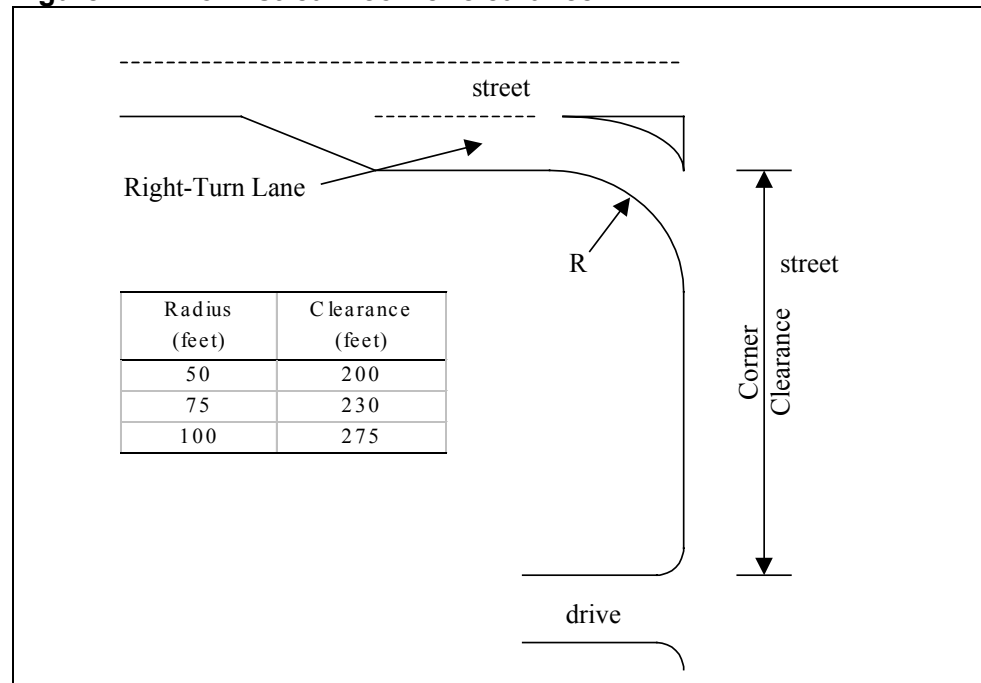 street
Right-Turn Lane
R
street
Radius Clearance
(feet) (feet)
50 200
75 230
100 275
Corner
Clearance
drive